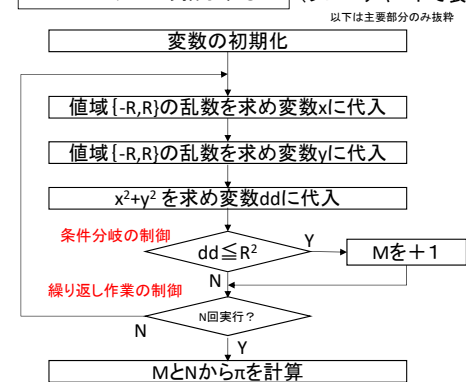 以下は主要部分のみ抜粋
変数の初期化
値域{-R,R}の乱数を求め変数xに代入
値域{-R,R}の乱数を求め変数yに代入
x²+y² を求め変数ddに代入
条件分岐の制御
dd≦R²
Y
Mを＋1
N
繰り返し作業の制御
N回実行？
N
Y
MとNからπを計算